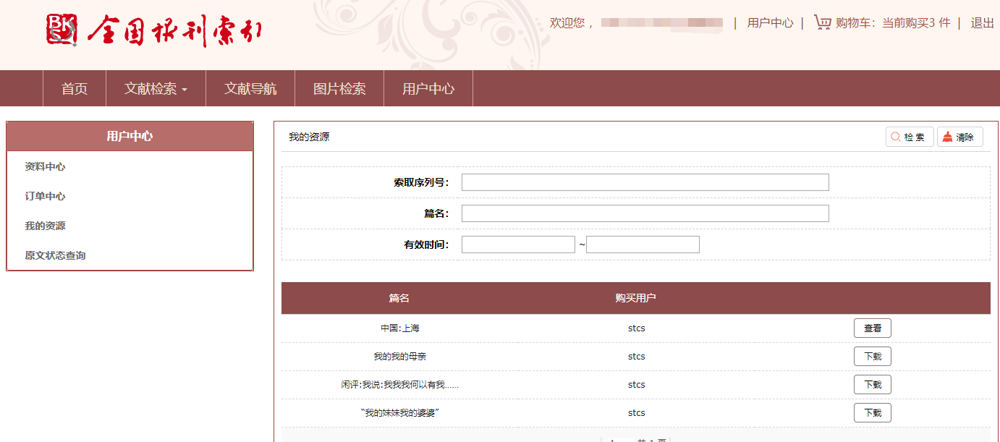 全国报刊索引
欢迎您， | 用户中心 | 购物车：当前购买3 件 | 退出
首页 文献检索 文献导航 图片检索 用户中心
用户中心
资料中心
订单中心
我的资源
原文状态查询
我的资源 检 索 清除
索取序列号：
篇名：
有效时间： ~
篇名 购买用户
中国:上海 stcs 查看
我的我的母亲 stcs 下载
闲评:我说:我我我何以有我...... stcs 下载
“我的妹妹我的婆婆” stcs 下载